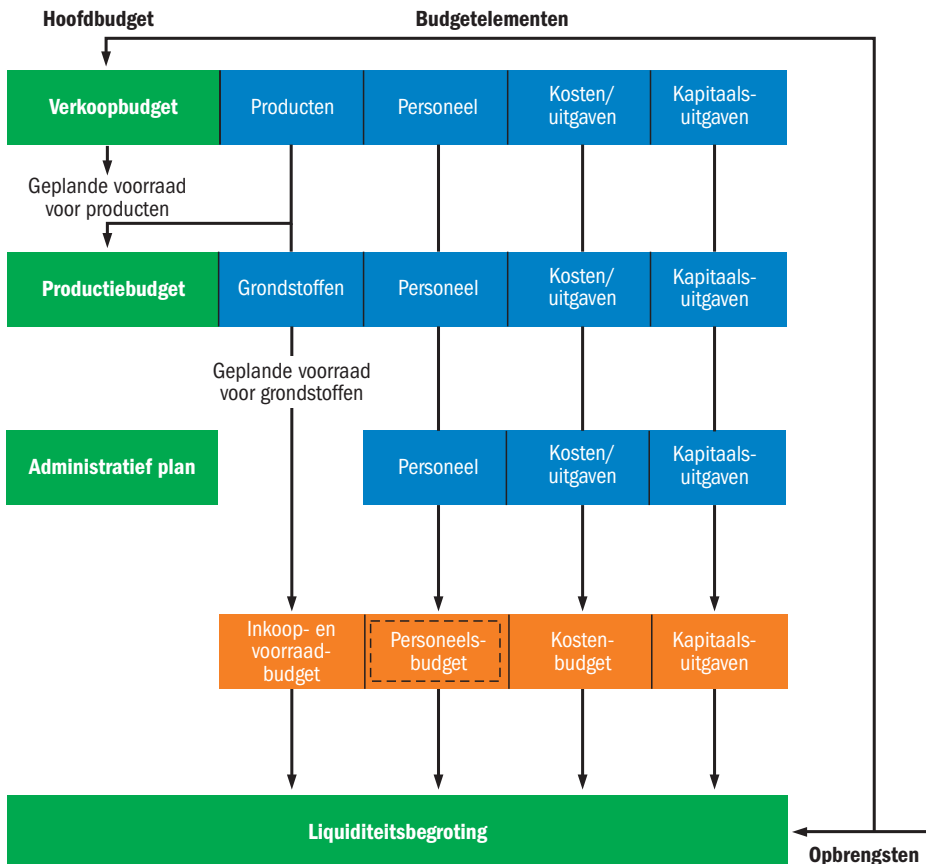 Hoofdbudget
Budgetelementen
Verkoopbudget
Producten
Personeel
Kosten/
uitgaven
Kapitaals-
uitgaven
Geplande voorraad
voor producten
Productiebudget
Grondstoffen
Personeel
Kosten/
uitgaven
Kapitaals-
uitgaven
Geplande voorraad
voor grondstoffen
Administratief plan
Personeel
Kosten/
uitgaven
Kapitaals-
uitgaven
Inkoop- en
voorraad-
budget
Personeels-
budget
Kosten-
budget
Kapitaals-
uitgaven
Liquiditeitsbegroting
Opbrengsten